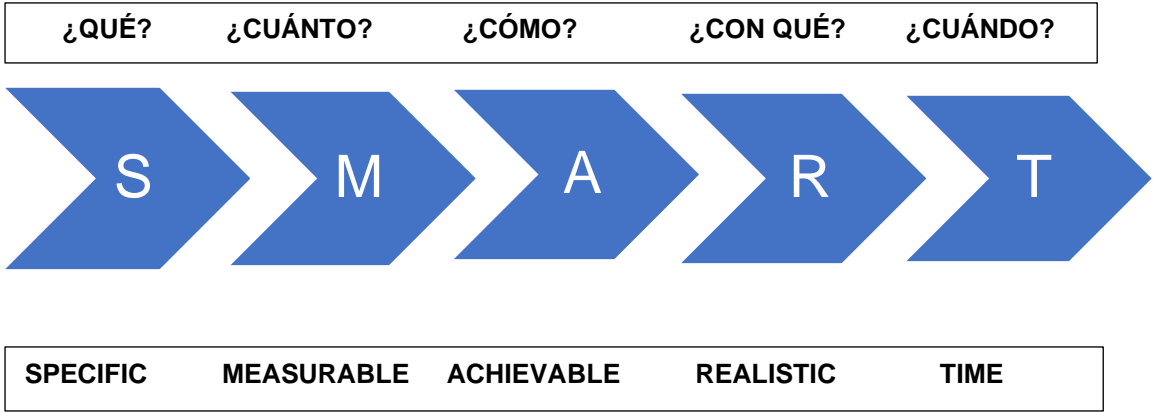 ¿QUÉ? ¿CUÁNTO? ¿CÓMO? ¿CON QUÉ? ¿CUÁNDO?
S M A R T
SPECIFIC MEASURABLE ACHIEVABLE REALISTIC TIME